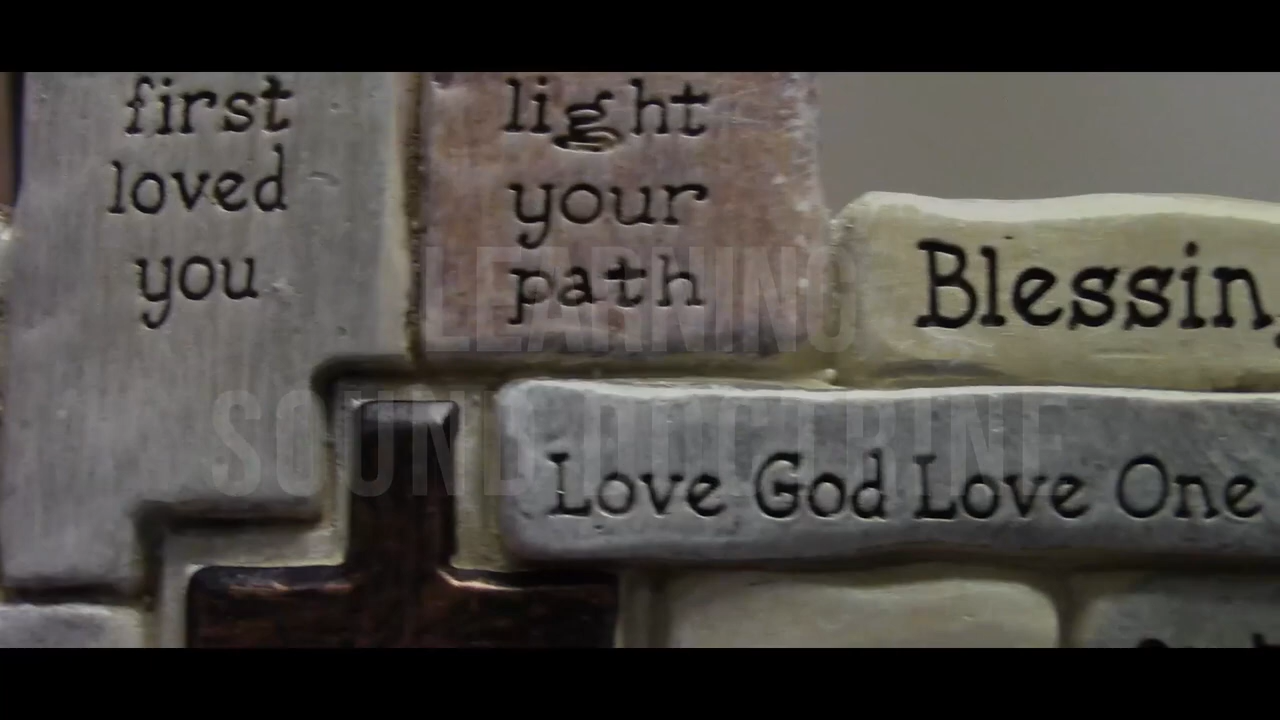 first
loved
you
light
your
path
Blessin
Love God Love One
LEARNING
SOUND DOCTRINE